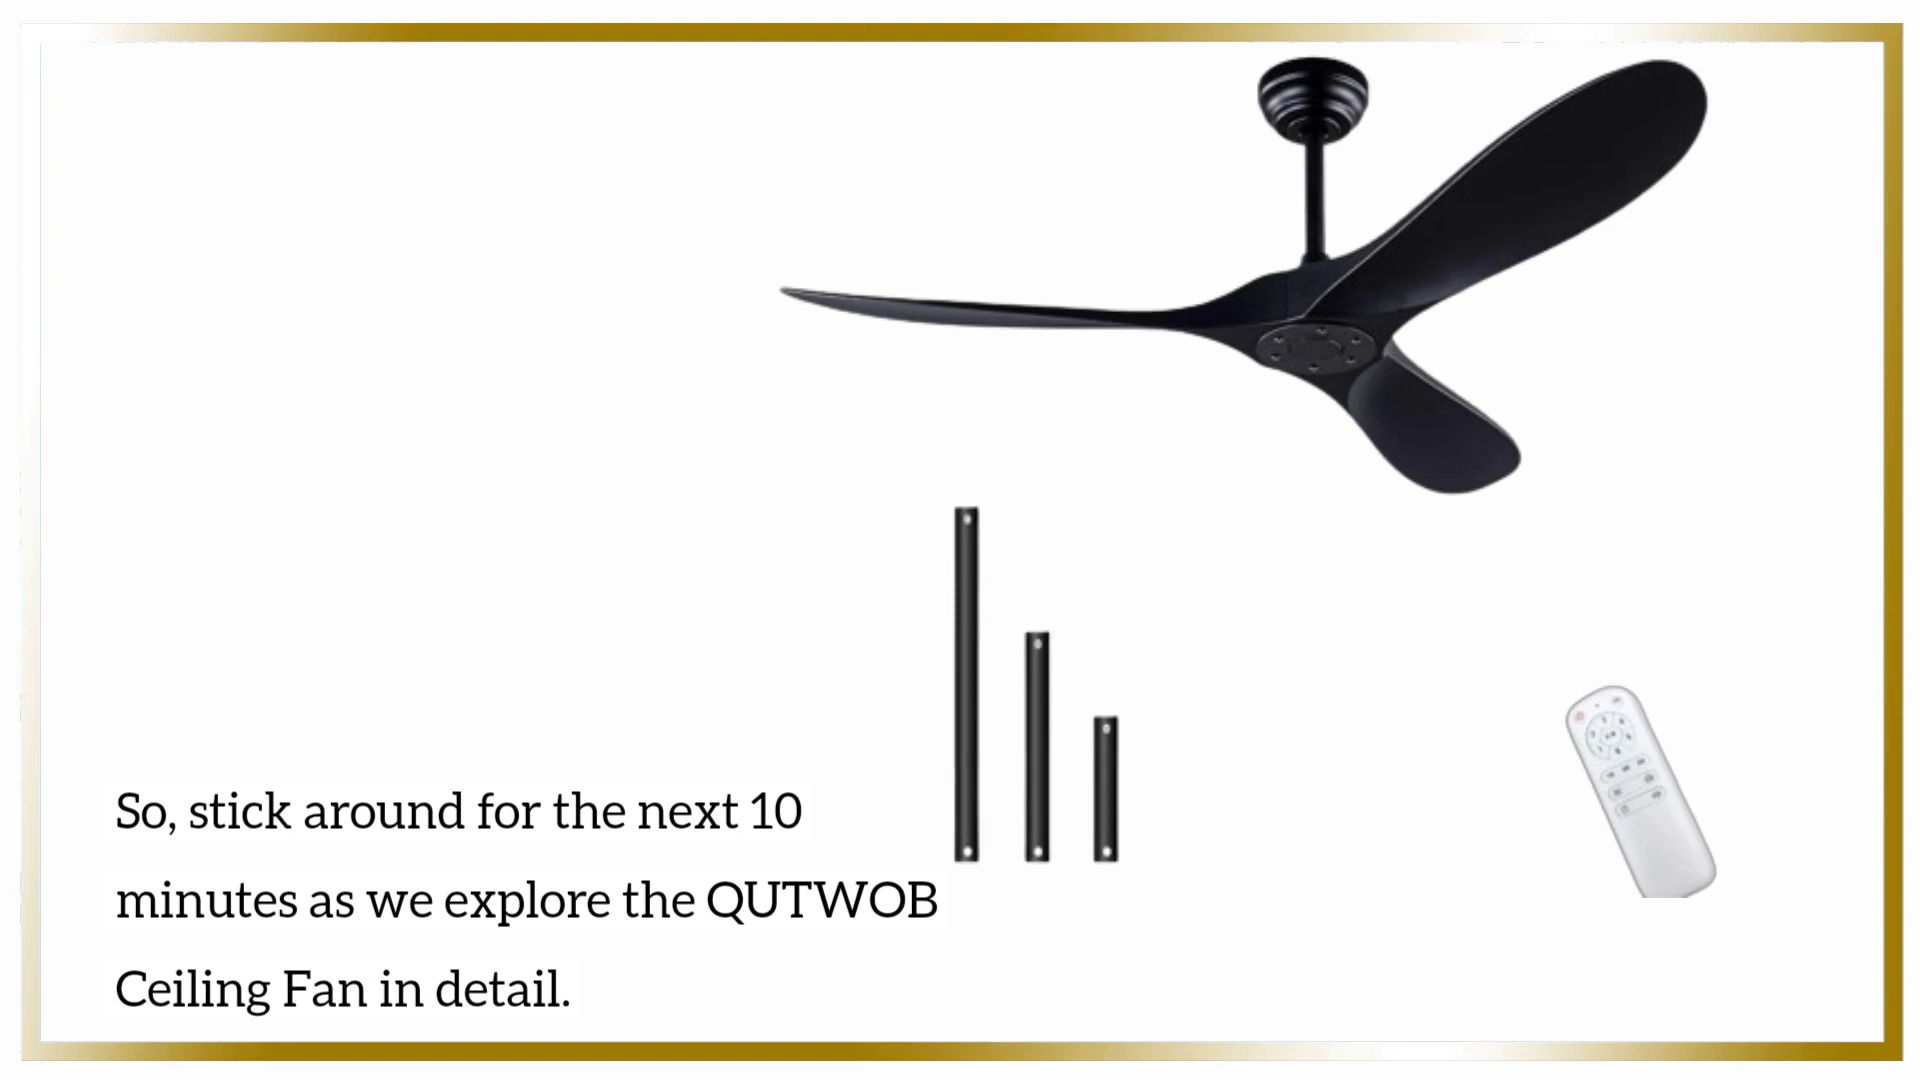 So, stick around for the next 10
minutes as we explore the QUTWOB
Ceiling Fan in detail.